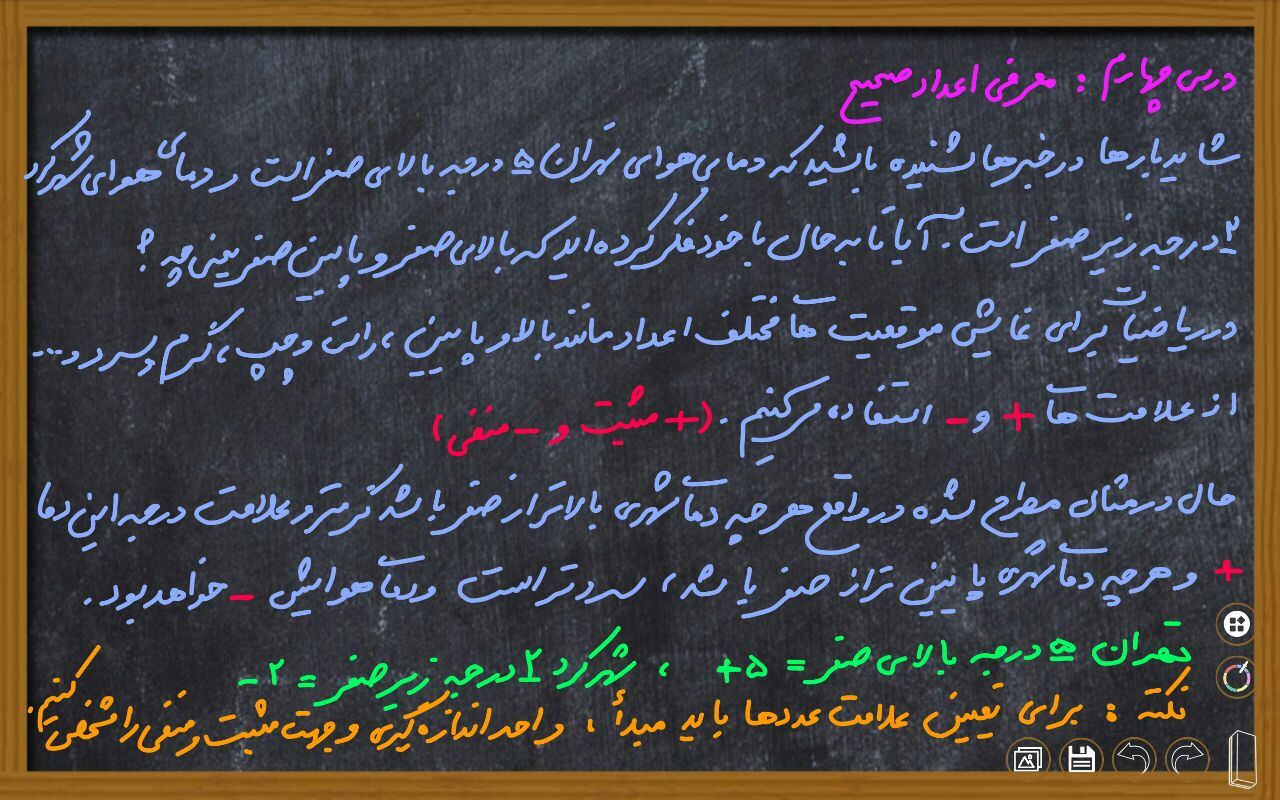 درس چهارم : معرفی اعداد صحیح
شاید بارها در خبرها شنیده باشید که دمای هوای تهران ۵ درجه بالای صفر است و دمای هوای شهرکرد
۲ درجه زیر صفر است. آیا تا به حال با خود فکر کرده اید که بالای صفر و پایین صفر یعنی چه ؟
در ریاضیات برای نمایش موقعیت های مختلف اعداد مانند بالا و پایین ، راست و چپ ، گرم و سرد و ...
از علامت های + و - استفاده میکنیم . (+ مثبت و - منفی)
حال در مثال مطرح شده در واقع هر چه دمای شهری بالاتر از صفر باشد گرمتر و علامت درجه این دما
+ و هر چه دمای شهری پایین تر از صفر باشد ، سردتر است و دمای هوایش - خواهد بود .
تهران ۵ درجه بالای صفر = ۵+ ، شهرکرد ۲ درجه زیر صفر = ۲-
نکته : برای تعیین علامت عددها باید مبدأ ، واحد اندازه گیری و جهت مثبت و منفی را مشخص کنیم.